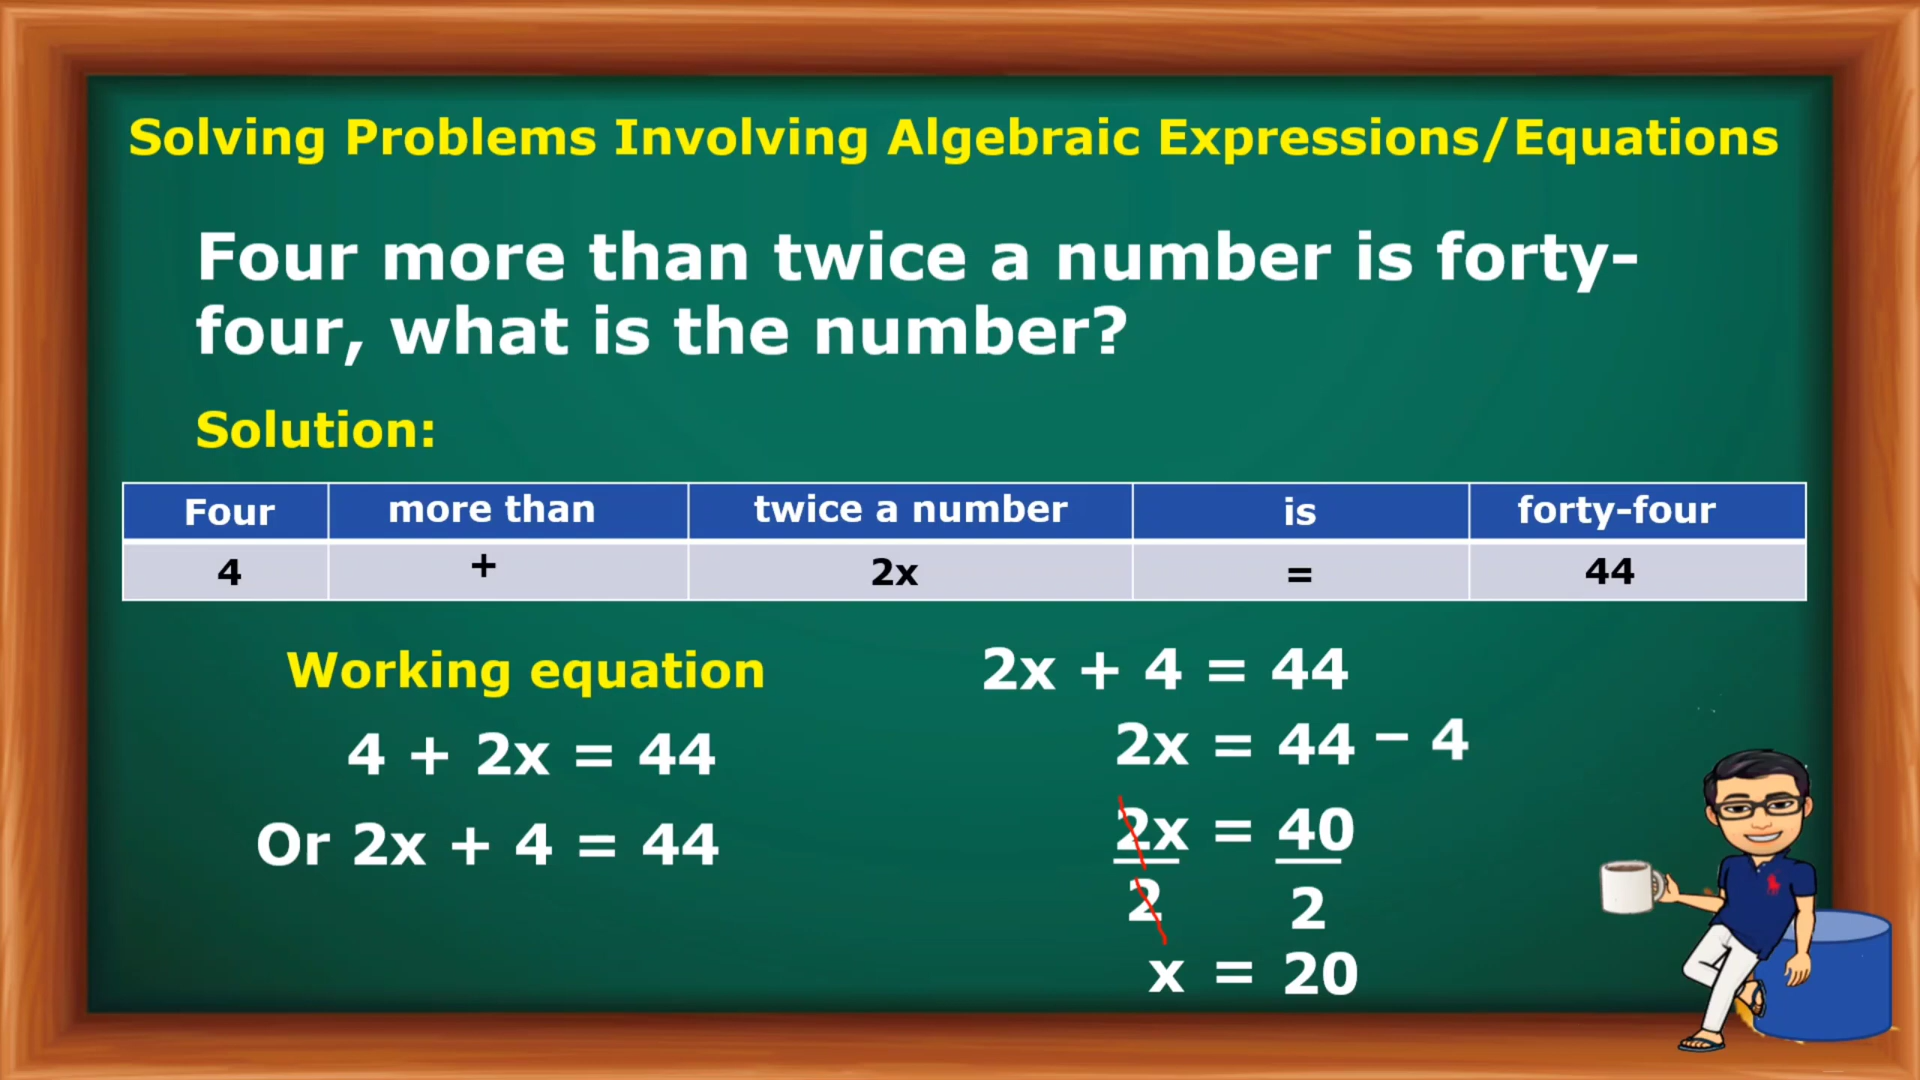 Solving Problems Involving Algebraic Expressions/Equations
Four more than twice a number is forty-
four, what is the number?
Solution:
Four more than twice a number is forty-four
4 + 2x = 44
Working equation
4 + 2x = 44
Or 2x + 4 = 44
2x + 4 = 44
2x = 44 − 4
2x = 40
2 2
x = 20